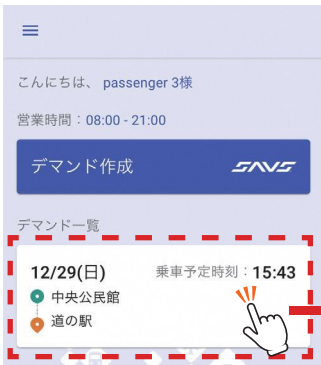 こんにちは、 passenger 3様
営業時間：08:00 - 21:00
デマンド作成 SAVS
デマンド一覧
12/29(日) 乗車予定時刻：15:43
中央公民館
道の駅